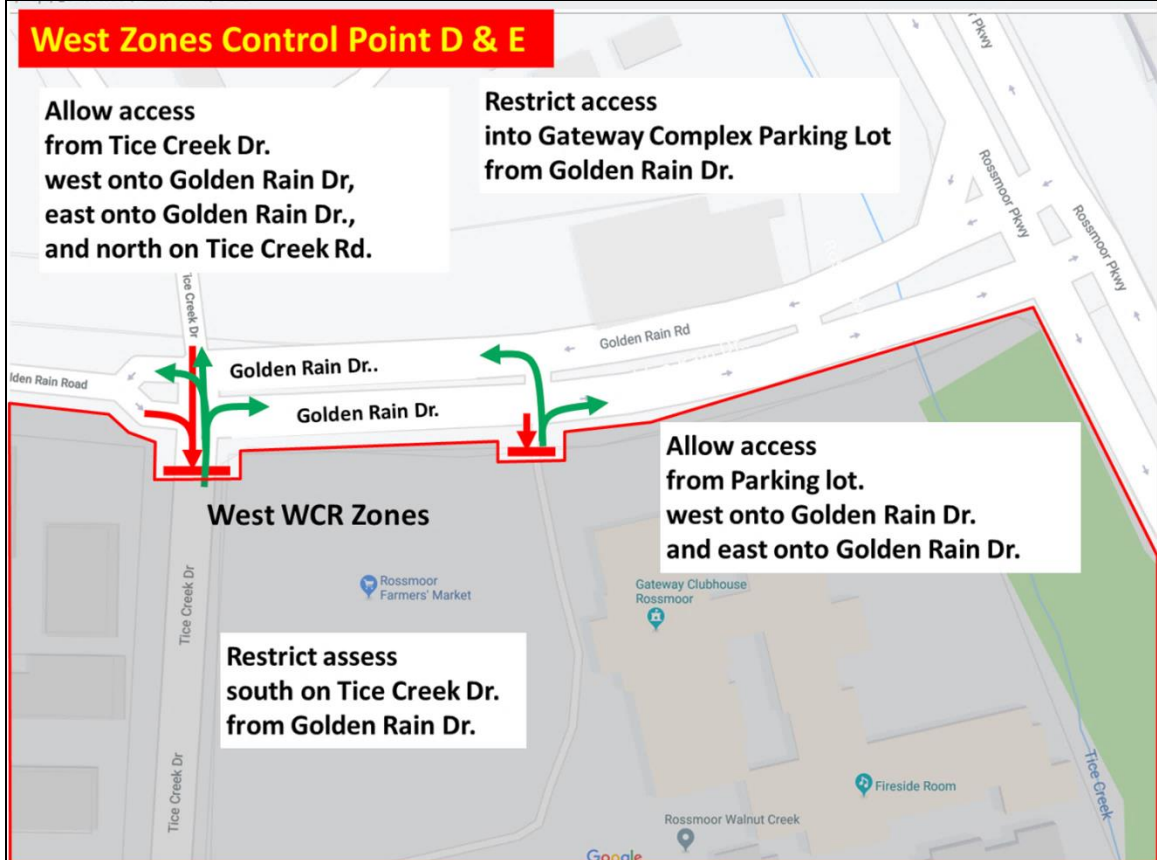 West Zones Control Point D & E
Allow access
from Tice Creek Dr.
west onto Golden Rain Dr,
east onto Golden Rain Dr.,
and north on Tice Creek Rd.
Restrict access
into Gateway Complex Parking Lot
from Golden Rain Dr.
Rossmoor Pkwy
Rossmoor Pkwy
Rossmoor Pkwy
Rossmoor Pkwy
Tice Creek Dr
Golden Rain Rd
lden Rain Road
Golden Rain Dr..
Golden Rain Dr.
West WCR Zones
Allow access
from Parking lot.
west onto Golden Rain Dr.
and east onto Golden Rain Dr.
Rossmoor
Farmers' Market
Gateway Clubhouse
Rossmoor
Tice Creek Dr
Restrict assess
south on Tice Creek Dr.
from Golden Rain Dr.
Tice Creek Dr
Fireside Room
Tice Creek
Rossmoor Walnut Creek
Google